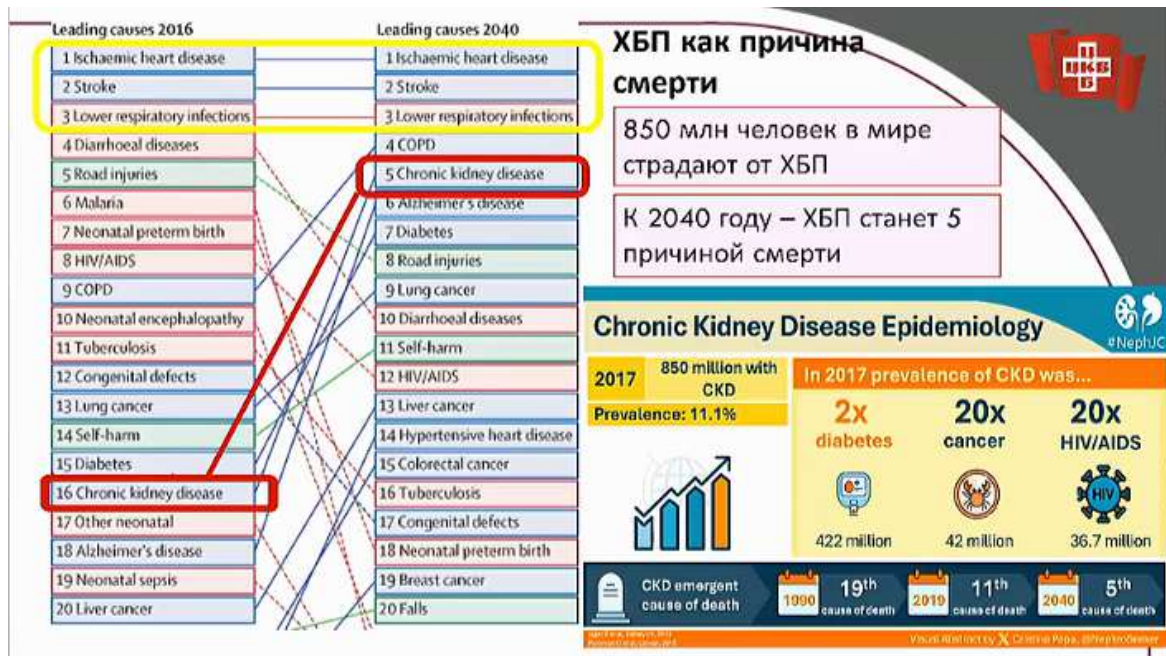 Leading causes 2016
1 Ischaemic heart disease
2 Stroke
3 Lower respiratory infections
4 Diarrhoeal diseases
5 Road injuries
6 Malaria
7 Neonatal preterm birth
8 HIV/AIDS
9 COPD
10 Neonatal encephalopathy
11 Tuberculosis
12 Congenital defects
13 Lung cancer
14 Self-harm
15 Diabetes
16 Chronic kidney disease
17 Other neonatal
18 Alzheimer's disease
19 Neonatal sepsis
20 Liver cancer
Leading causes 2040
1 Ischaemic heart disease
2 Stroke
3 Lower respiratory infections
4 COPD
5 Chronic kidney disease
6 Alzheimer's disease
7 Diabetes
8 Road injuries
9 Lung cancer
10 Diarrhoeal diseases
11 Self-harm
12 HIV/AIDS
13 Liver cancer
14 Hypertensive heart disease
15 Colorectal cancer
16 Tuberculosis
17 Congenital defects
18 Neonatal preterm birth
19 Breast cancer
20 Falls
ХБП как причина
смерти
850 млн человек в мире
страдают от ХБП
К 2040 году – ХБП станет 5
причиной смерти
Chronic Kidney Disease Epidemiology
#NephJC
2017
850 million with
CKD
Prevalence: 11.1%
In 2017 prevalence of CKD was...
2x
diabetes
422 million
20x
cancer
42 million
20x
HIV/AIDS
HIV
36.7 million
CKD emergent
cause of death
1990
19th
cause of death
2019
11th
cause of death
2040
5th
cause of death
Visual Abstract by X Cristina Popa,